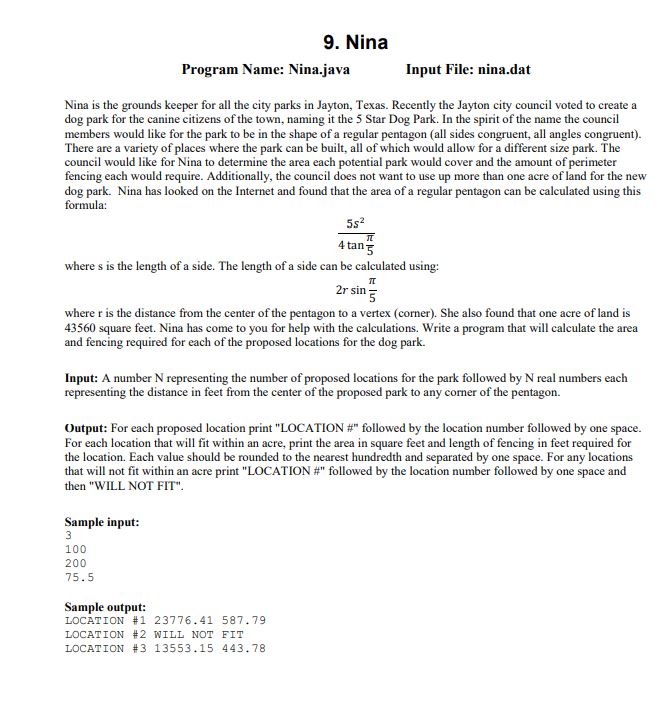 9. Nina
Program Name: Nina.java Input File: nina.dat
Nina is the grounds keeper for all the city parks in Jayton, Texas. Recently the Jayton city council voted to create a
dog park for the canine citizens of the town, naming it the 5 Star Dog Park. In the spirit of the name the council
members would like for the park to be in the shape of a regular pentagon (all sides congruent, all angles congruent).
There are a variety of places where the park can be built, all of which would allow for a different size park. The
council would like for Nina to determine the area each potential park would cover and the amount of perimeter
fencing each would require. Additionally, the council does not want to use up more than one acre of land for the new
dog park. Nina has looked on the Internet and found that the area of a regular pentagon can be calculated using this
formula:
5s²
4 tan π/5
where s is the length of a side. The length of a side can be calculated using:
2r sin π/5
where r is the distance from the center of the pentagon to a vertex (corner). She also found that one acre of land is
43560 square feet. Nina has come to you for help with the calculations. Write a program that will calculate the area
and fencing required for each of the proposed locations for the dog park.
Input: A number N representing the number of proposed locations for the park followed by N real numbers each
representing the distance in feet from the center of the proposed park to any corner of the pentagon.
Output: For each proposed location print "LOCATION #" followed by the location number followed by one space.
For each location that will fit within an acre, print the area in square feet and length of fencing in feet required for
the location. Each value should be rounded to the nearest hundredth and separated by one space. For any locations
that will not fit within an acre print "LOCATION #" followed by the location number followed by one space and
then "WILL NOT FIT".
Sample input:
3
100
200
75.5
Sample output:
LOCATION #1 23776.41 587.79
LOCATION #2 WILL NOT FIT
LOCATION #3 13553.15 443.78